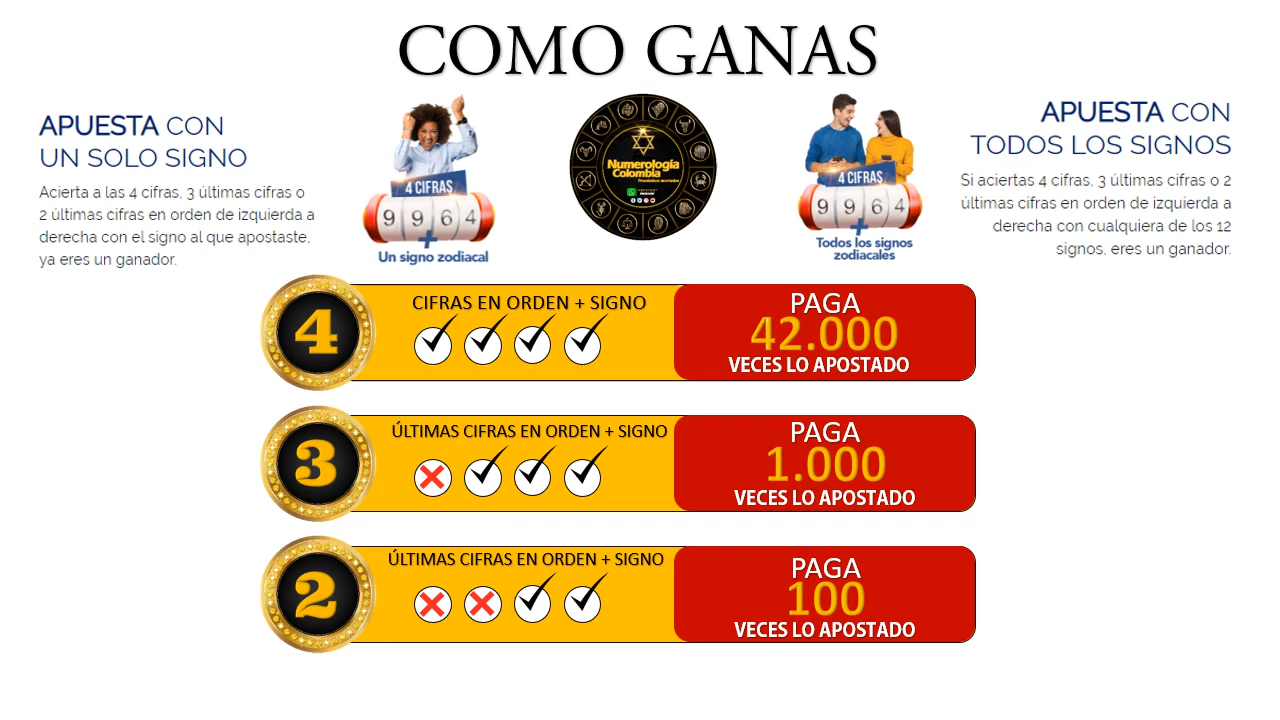 COMO GANAS
APUESTA CON
UN SOLO SIGNO
Acierta a las 4 cifras, 3 últimas cifras o
2 últimas cifras en orden de izquierda a
derecha con el signo al que apostaste,
ya eres un ganador.
4 CIFRAS
9 9 6 4
+
Un signo zodiacal
Numerología
Colombia
APUESTA CON
TODOS LOS SIGNOS
Si aciertas 4 cifras, 3 últimas cifras o 2
últimas cifras en orden de izquierda a
derecha con cualquiera de los 12
signos, eres un ganador.
4 CIFRAS
9 9 6 4
+
Todos los signos
zodiacales
4
CIFRAS EN ORDEN + SIGNO
PAGA
42.000
VECES LO APOSTADO
3
ÚLTIMAS CIFRAS EN ORDEN + SIGNO
PAGA
1.000
VECES LO APOSTADO
2
ÚLTIMAS CIFRAS EN ORDEN + SIGNO
PAGA
100
VECES LO APOSTADO